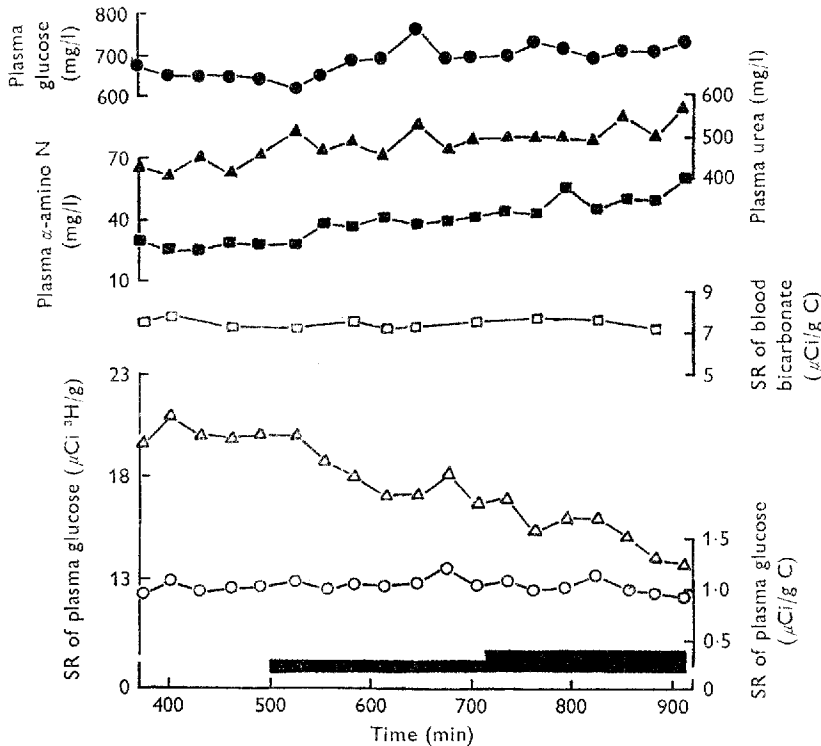 800
700
600
Plasma
glucose
(mg/l)
600
500
400
Plasma urea (mg/l)
70
40
10
Plasma α-amino N
(mg/l)
9
7
5
SR of blood
bicarbonate
(μCi/g C)
23
18
13
0
SR of plasma glucose (μCi ³H/g)
1·5
1·0
0·5
0
SR of plasma glucose
(μCi/g C)
400 500 600 700 800 900
Time (min)